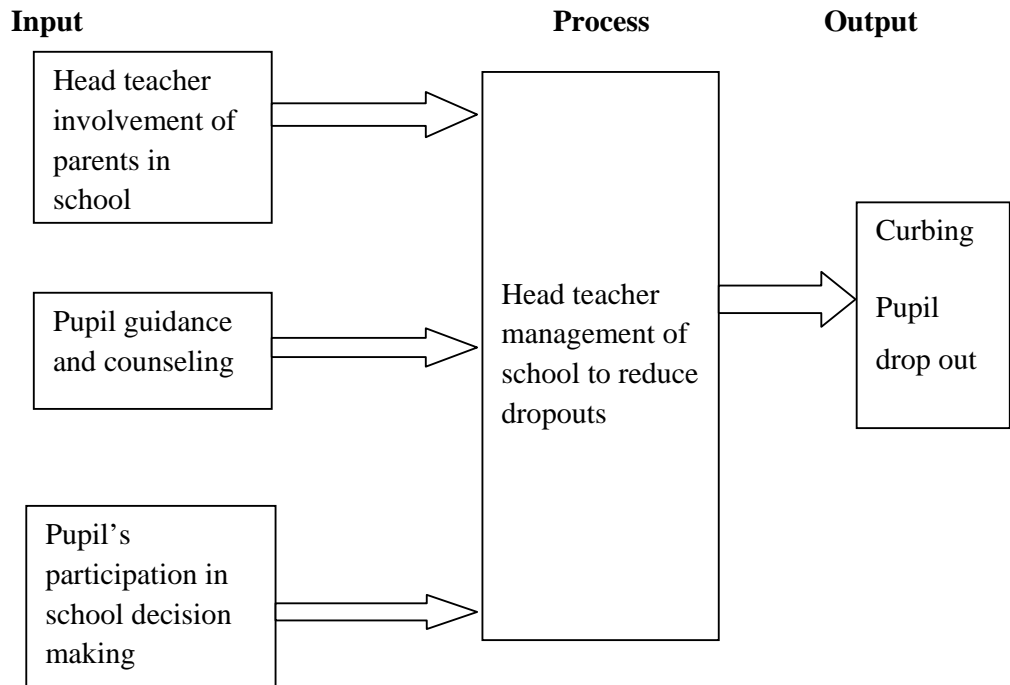 Input
Process
Output
Head teacher
involvement of
parents in
school
Pupil guidance
and counseling
Pupil’s
participation in
school decision
making
Head teacher
management of
school to reduce
dropouts
Curbing
Pupil
drop out